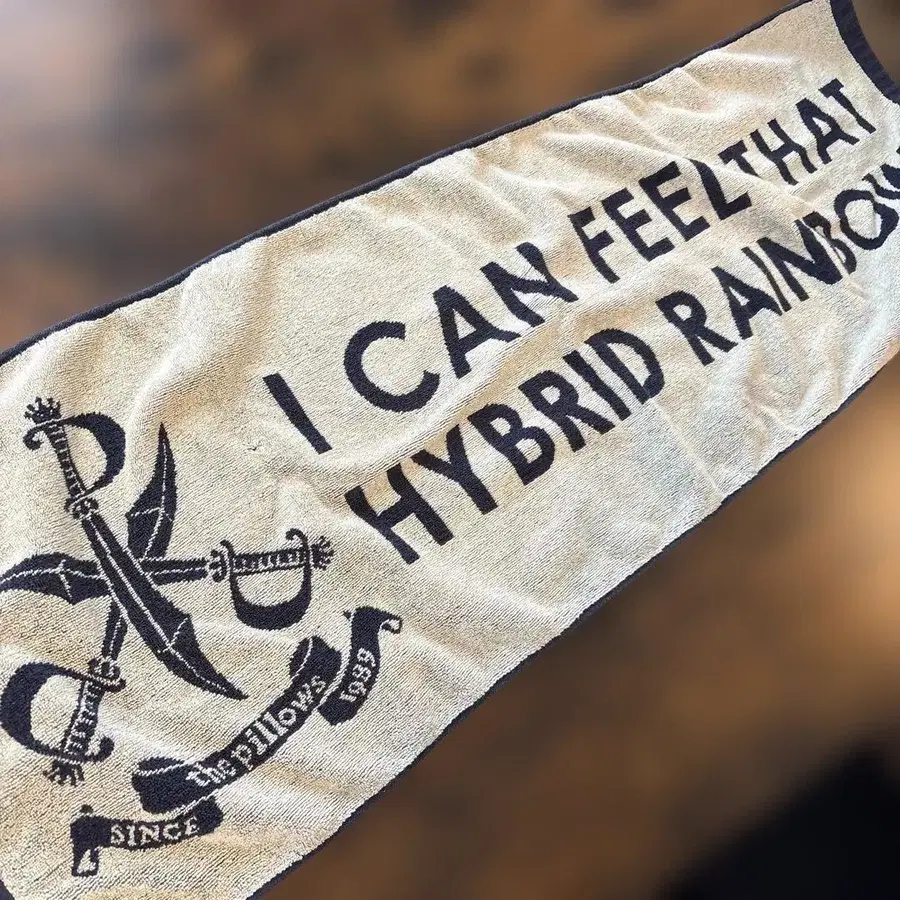 I CAN FEEL THAT
HYBRID RAINBOW
SINCE
the pillows
1989